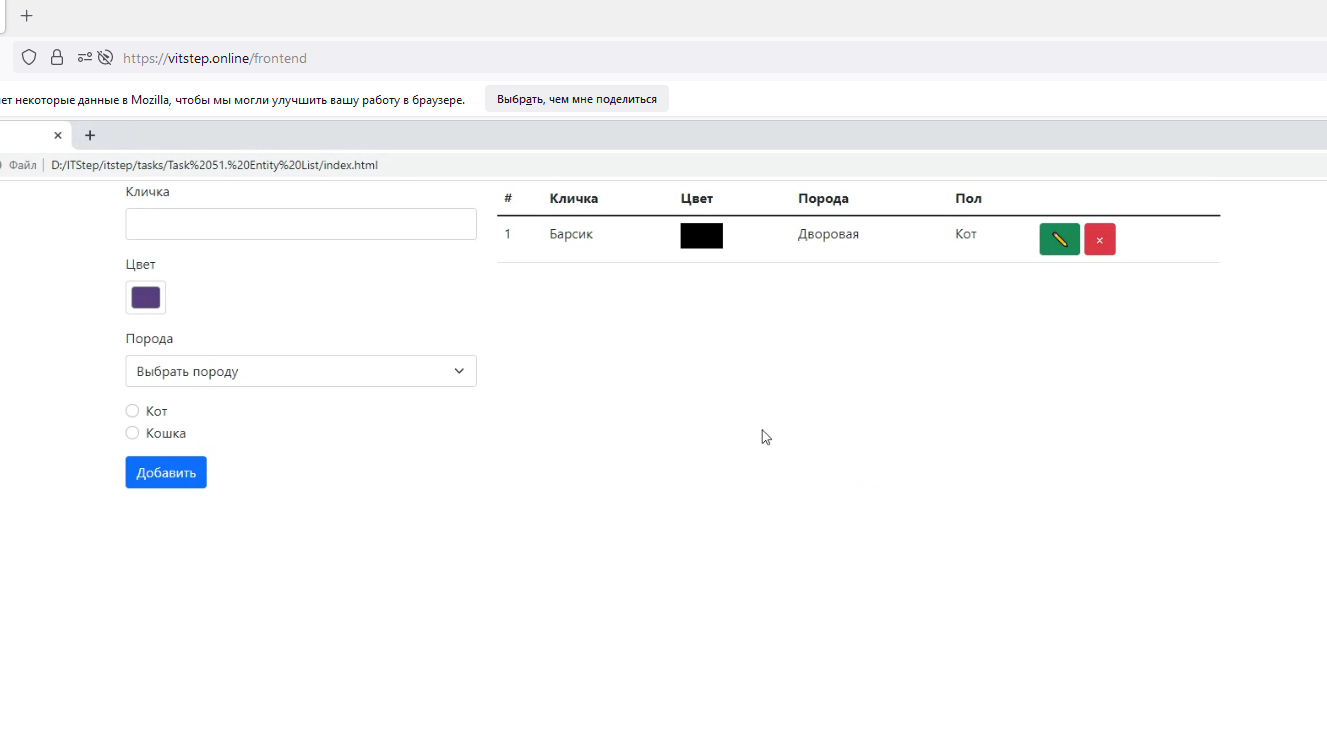 https://vitstep.online/frontend
ет некоторые данные в Mozilla, чтобы мы могли улучшить вашу работу в браузере.
Выбрать, чем мне поделиться
Файл
D:/ITStep/itstep/tasks/Task%2051.%20Entity%20List/index.html
Кличка
Цвет
Порода
Выбрать породу
Кот
Кошка
Добавить
# Кличка Цвет Порода Пол
1 Барсик Дворовая Кот
×